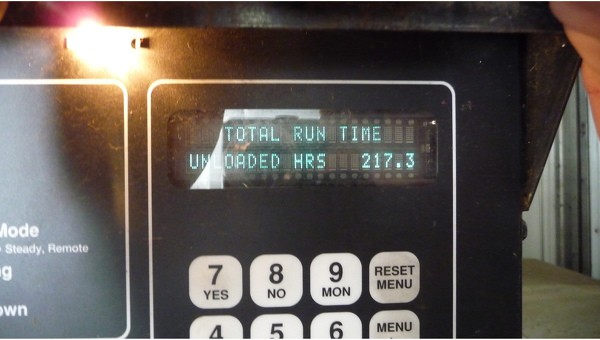 TOTAL RUN TIME
UNLOADED HRS 217.3
Mode
Steady, Remote
7 8 9 RESET
YES NO MON MENU
4 5 6 MENU